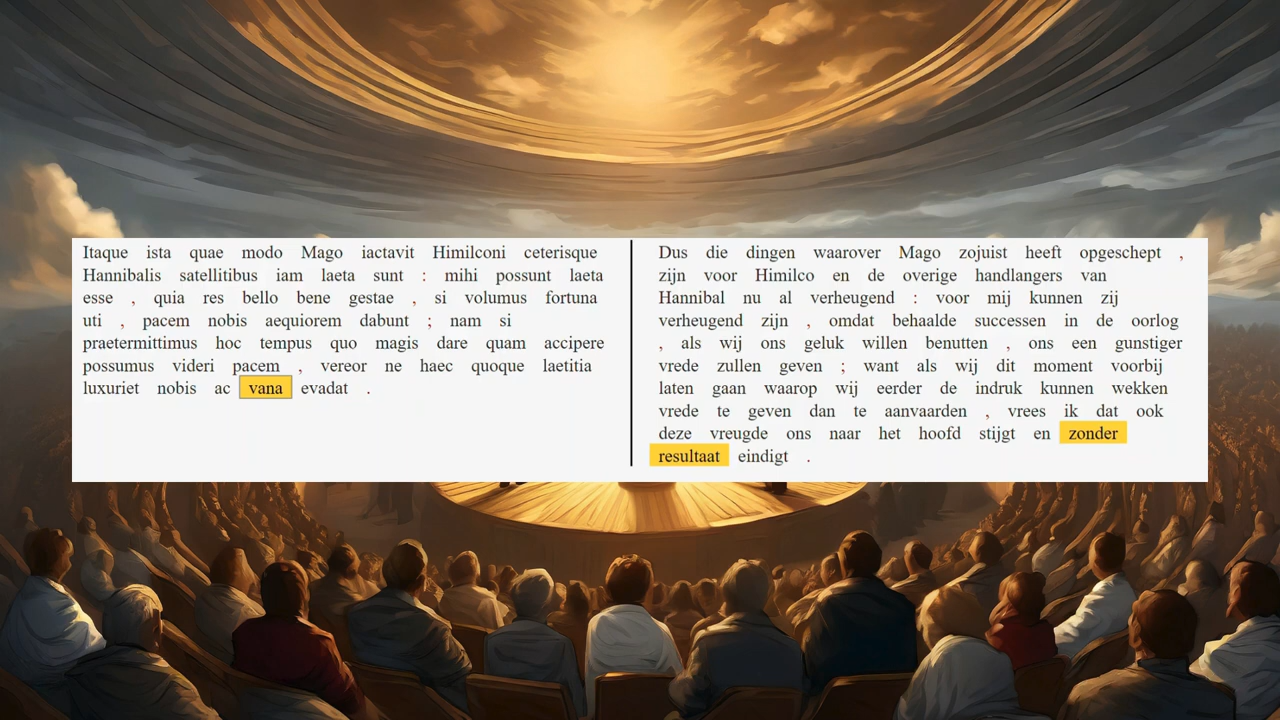 Itaque ista quae modo Mago iactavit Himilconi ceterisque
Hannibalis satellitibus iam laeta sunt : mihi possunt laeta
esse , quia res bello bene gestae , si volumus fortuna
uti , pacem nobis aequiorem dabunt ; nam si
praetermittimus hoc tempus quo magis dare quam accipere
possumus videri pacem , vereor ne haec quoque laetitia
luxuriet nobis ac vana evadat .
Dus die dingen waarover Mago zojuist heeft opgeschept ,
zijn voor Himilco en de overige handlangers van
Hannibal nu al verheugend : voor mij kunnen zij
verheugend zijn , omdat behaalde successen in de oorlog
, als wij ons geluk willen benutten , ons een gunstiger
vrede zullen geven ; want als wij dit moment voorbij
laten gaan waarop wij eerder de indruk kunnen wekken
vrede te geven dan te aanvaarden , vrees ik dat ook
deze vreugde ons naar het hoofd stijgt en zonder
resultaat eindigt .